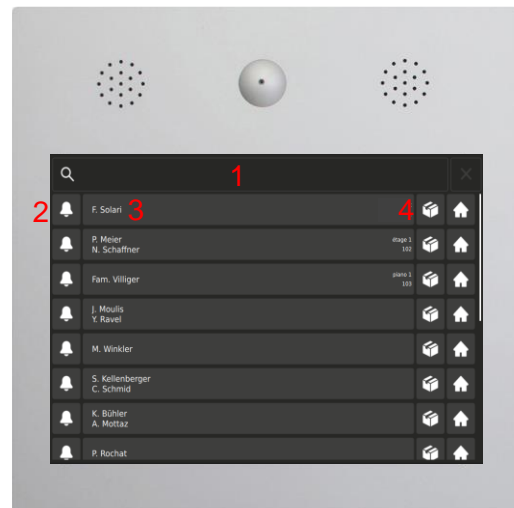 1
2
F. Solari 3 4
P. Meier
N. Schaffner
étage 1
102
Fam. Villiger
piano 1
103
J. Moulis
Y. Ravel
M. Winkler
S. Kellenberger
C. Schmid
K. Bühler
A. Mottaz
P. Rochat